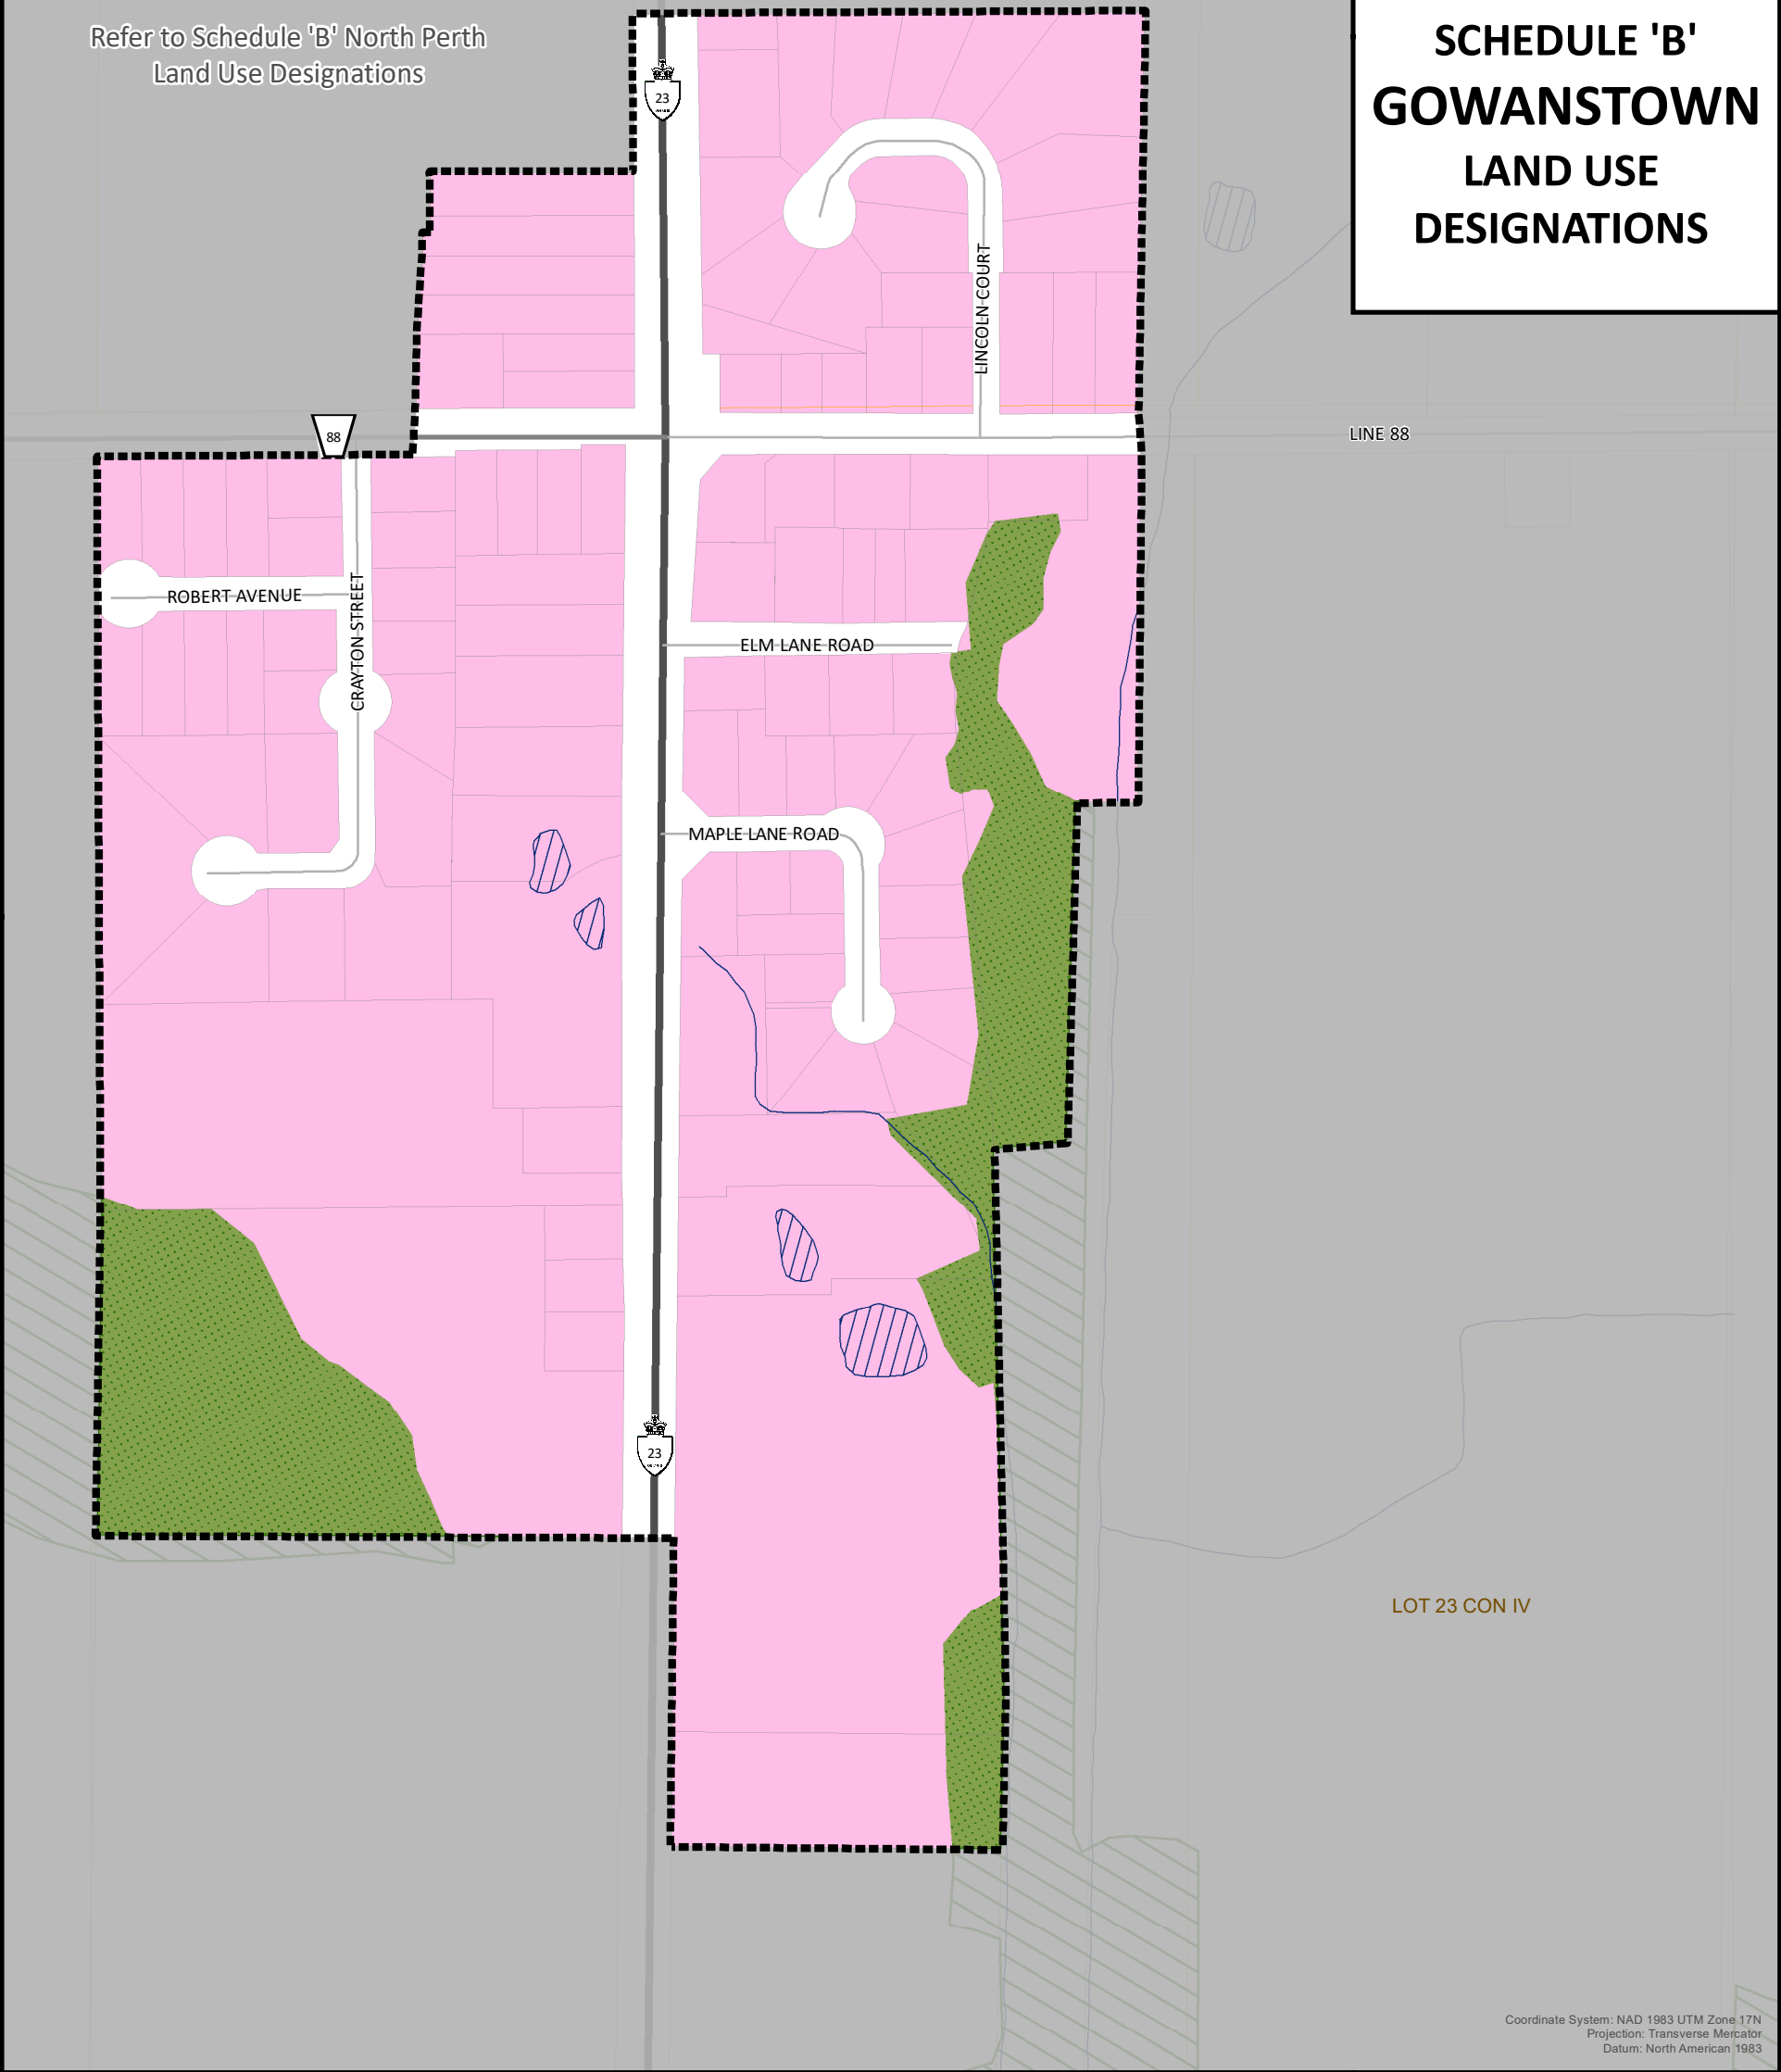 Refer to Schedule 'B' North Perth
Land Use Designations
SCHEDULE 'B'
GOWANSTOWN
LAND USE
DESIGNATIONS
23
LINCOLN COURT
88
LINE 88
ROBERT AVENUE
CRAYTON STREET
ELM LANE ROAD
MAPLE LANE ROAD
23
LOT 23 CON IV
Coordinate System: NAD 1983 UTM Zone 17N
Projection: Transverse Mercator
Datum: North American 1983